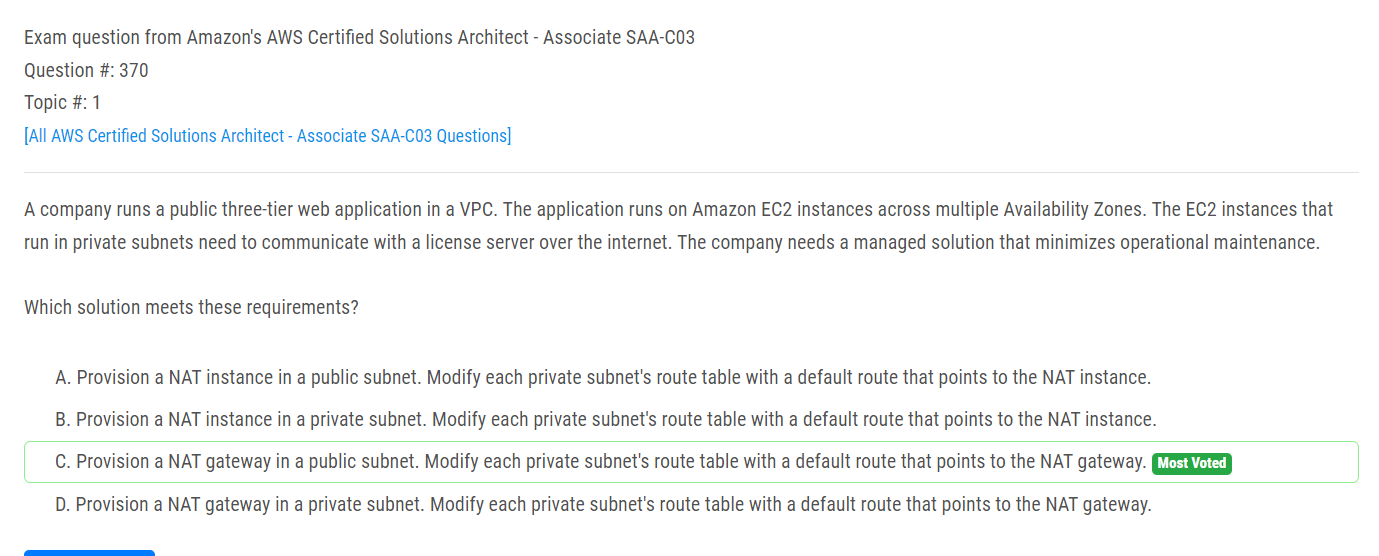 Exam question from Amazon's AWS Certified Solutions Architect - Associate SAA-C03
Question #: 370
Topic #: 1
[All AWS Certified Solutions Architect - Associate SAA-C03 Questions]
A company runs a public three-tier web application in a VPC. The application runs on Amazon EC2 instances across multiple Availability Zones. The EC2 instances that
run in private subnets need to communicate with a license server over the internet. The company needs a managed solution that minimizes operational maintenance.
Which solution meets these requirements?
A. Provision a NAT instance in a public subnet. Modify each private subnet's route table with a default route that points to the NAT instance.
B. Provision a NAT instance in a private subnet. Modify each private subnet's route table with a default route that points to the NAT instance.
C. Provision a NAT gateway in a public subnet. Modify each private subnet's route table with a default route that points to the NAT gateway. Most Voted
D. Provision a NAT gateway in a private subnet. Modify each private subnet's route table with a default route that points to the NAT gateway.